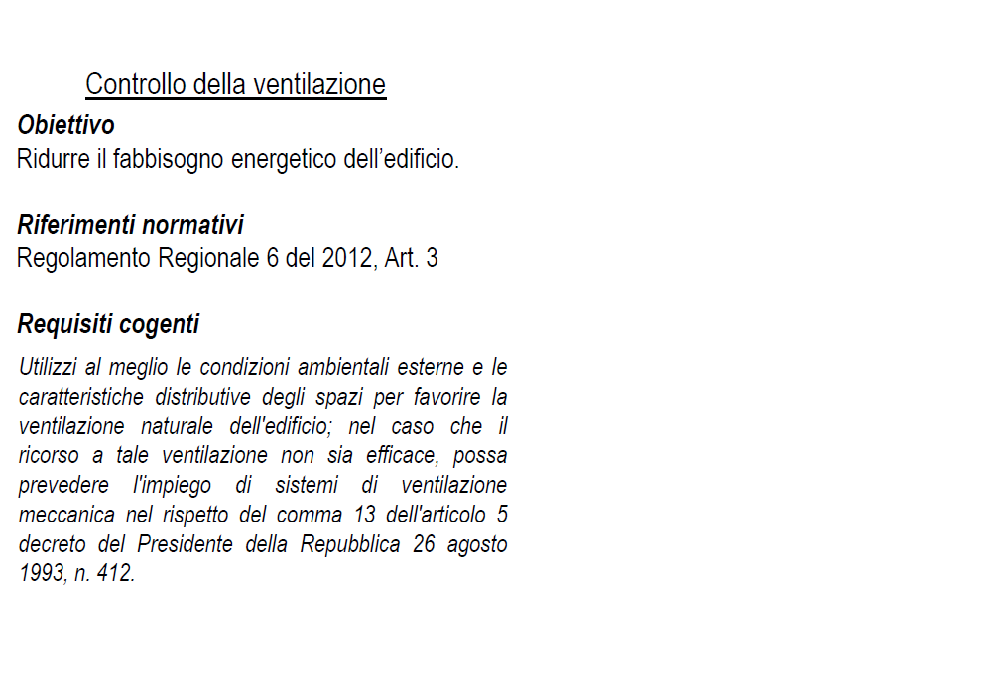 Controllo della ventilazione
Obiettivo
Ridurre il fabbisogno energetico dell’edificio.
Riferimenti normativi
Regolamento Regionale 6 del 2012, Art. 3
Requisiti cogenti
Utilizzi al meglio le condizioni ambientali esterne e le
caratteristiche distributive degli spazi per favorire la
ventilazione naturale dell'edificio; nel caso che il
ricorso a tale ventilazione non sia efficace, possa
prevedere l'impiego di sistemi di ventilazione
meccanica nel rispetto del comma 13 dell'articolo 5
decreto del Presidente della Repubblica 26 agosto
1993, n. 412.